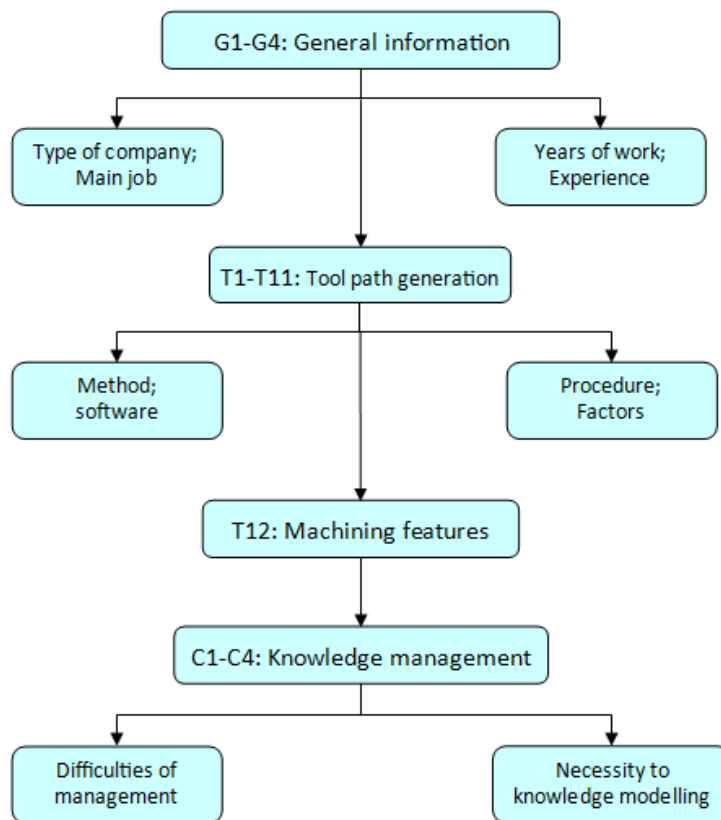 G1-G4: General information
Type of company;
Main job
Years of work;
Experience
T1-T11: Tool path generation
Method;
software
Procedure;
Factors
T12: Machining features
C1-C4: Knowledge management
Difficulties of
management
Necessity to
knowledge modelling